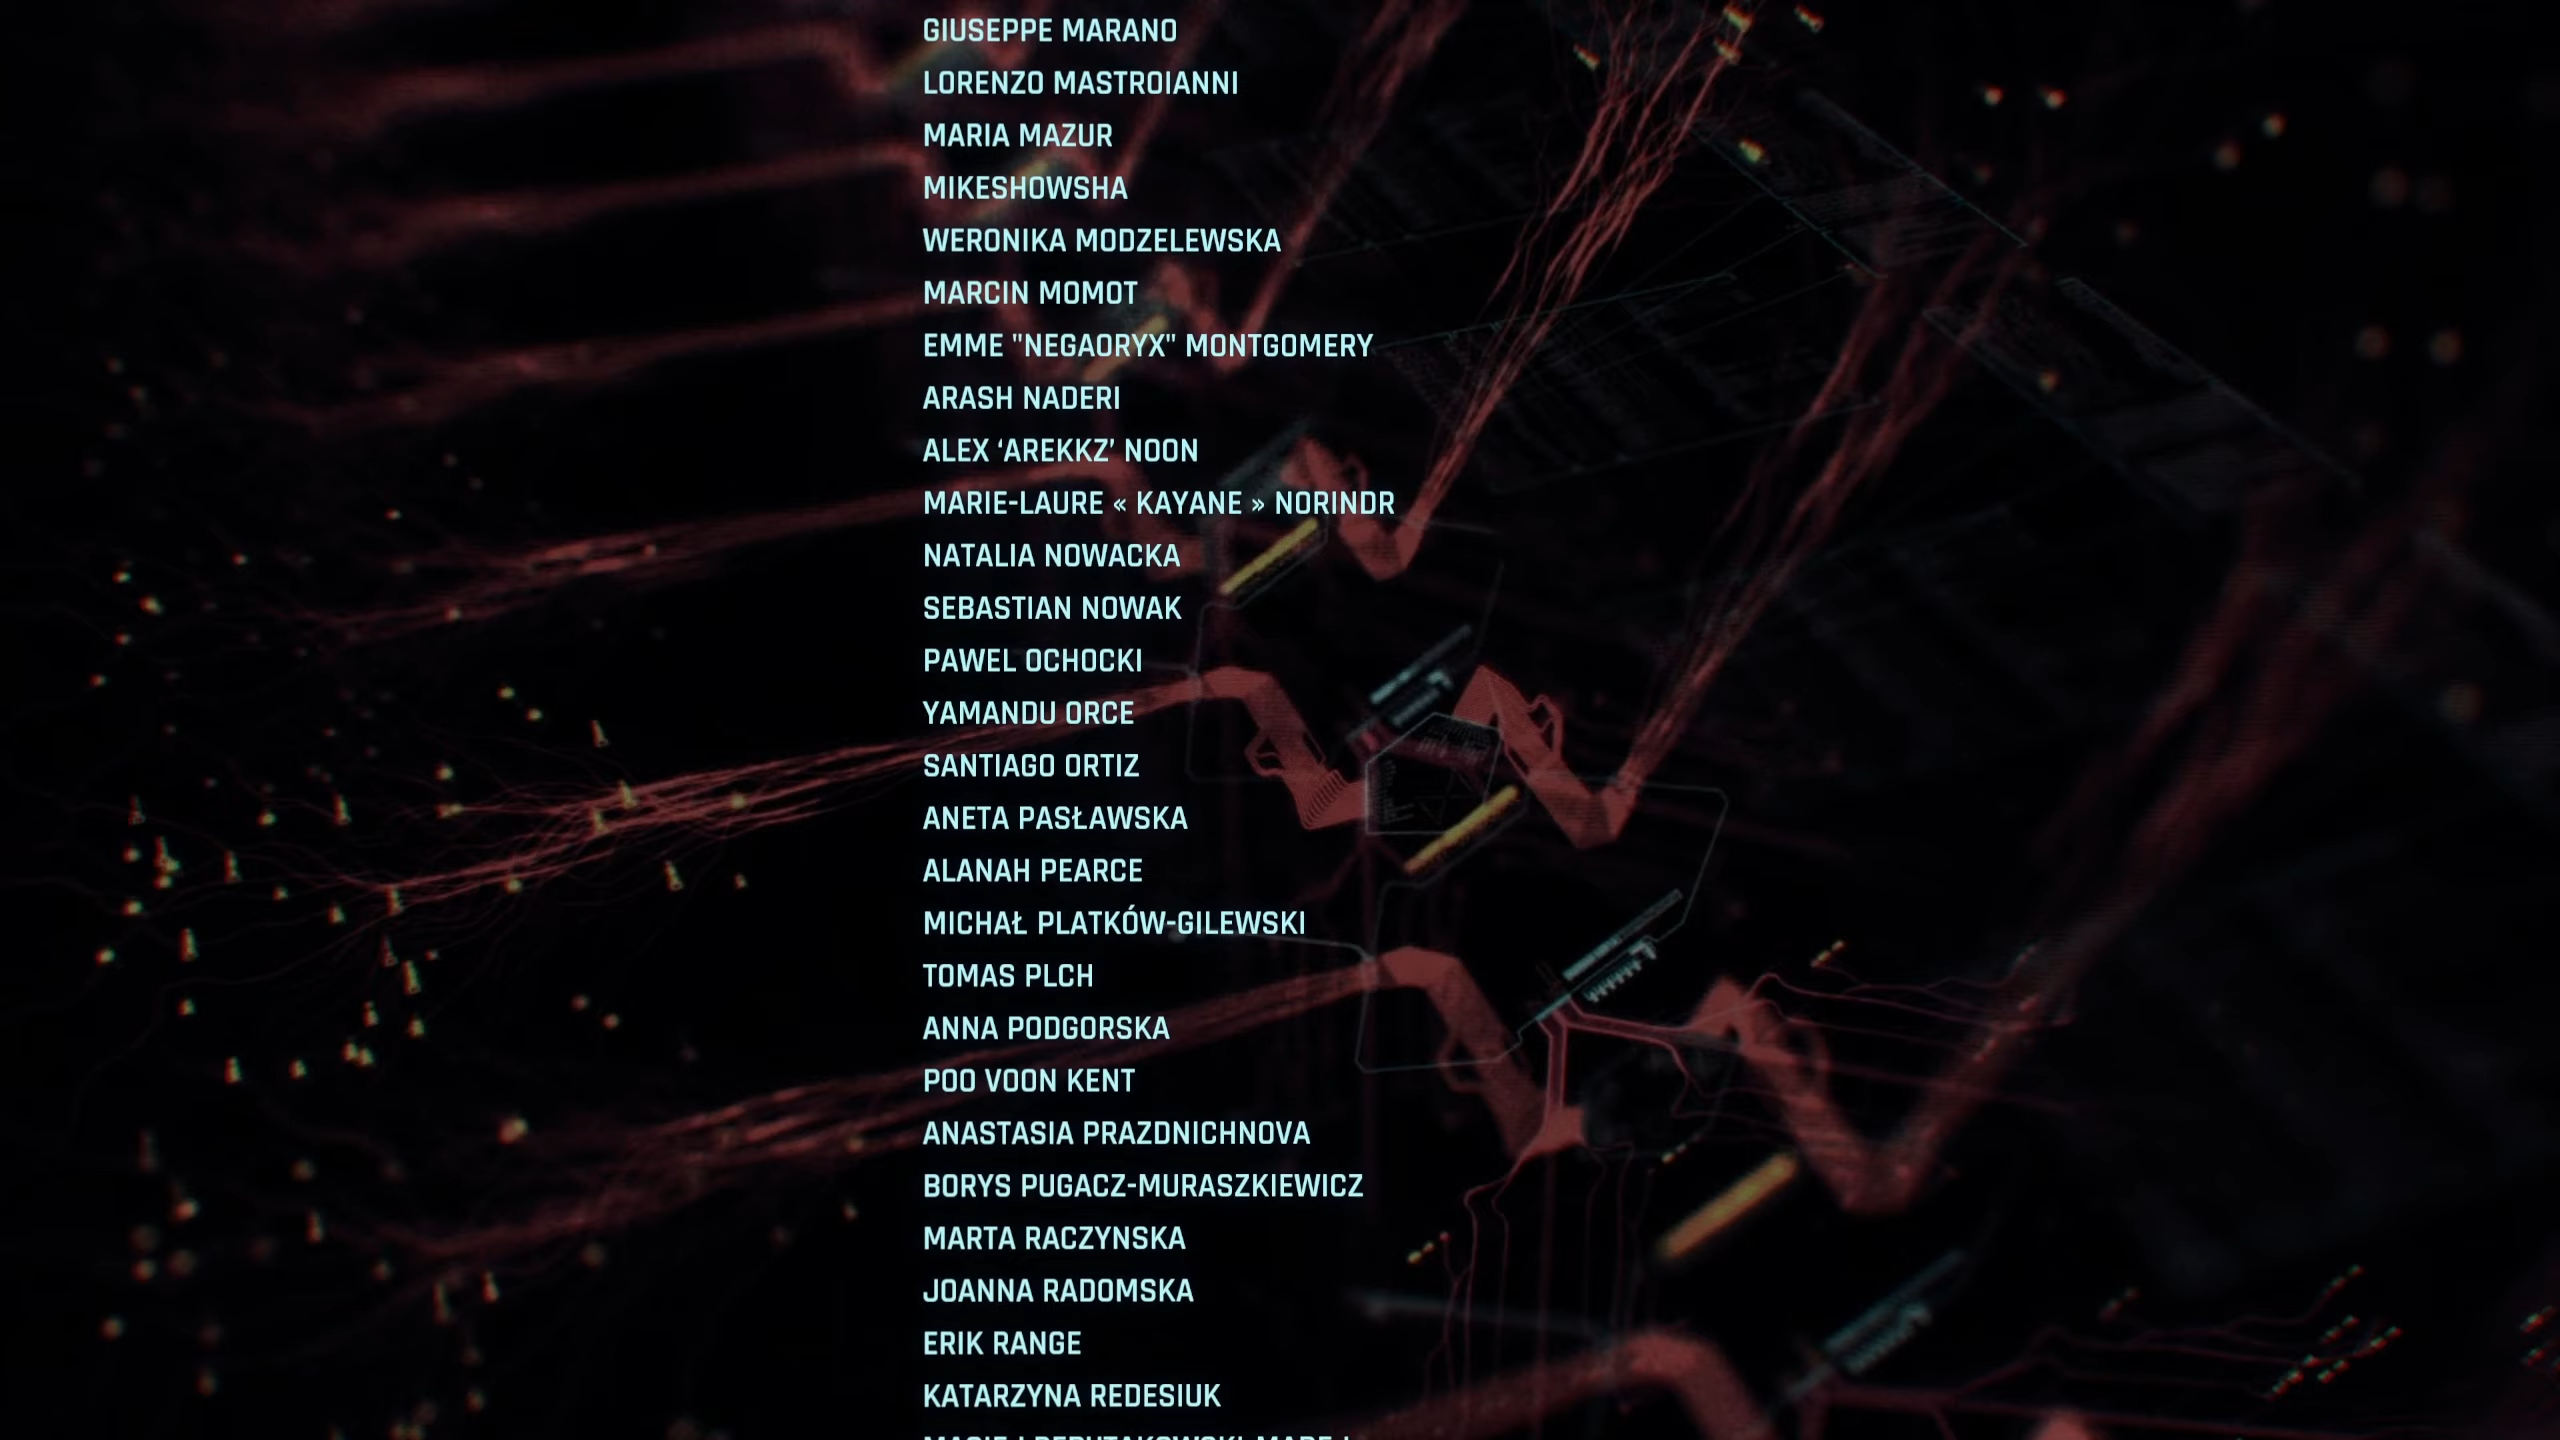 GIUSEPPE MARANO
LORENZO MASTROIANNI
MARIA MAZUR
MIKESHOWSHA
WERONIKA MODZELEWSKA
MARCIN MOMOT
EMME "NEGAORYX" MONTGOMERY
ARASH NADERI
ALEX ‘AREKKZ’ NOON
MARIE-LAURE « KAYANE » NORINDR
NATALIA NOWACKA
SEBASTIAN NOWAK
PAWEL OCHOCKI
YAMANDU ORCE
SANTIAGO ORTIZ
ANETA PASŁAWSKA
ALANAH PEARCE
MICHAŁ PLATKÓW-GILEWSKI
TOMAS PLCH
ANNA PODGORSKA
POO VOON KENT
ANASTASIA PRAZDNICHNOVA
BORYS PUGACZ-MURASZKIEWICZ
MARTA RACZYNSKA
JOANNA RADOMSKA
ERIK RANGE
KATARZYNA REDESIUK